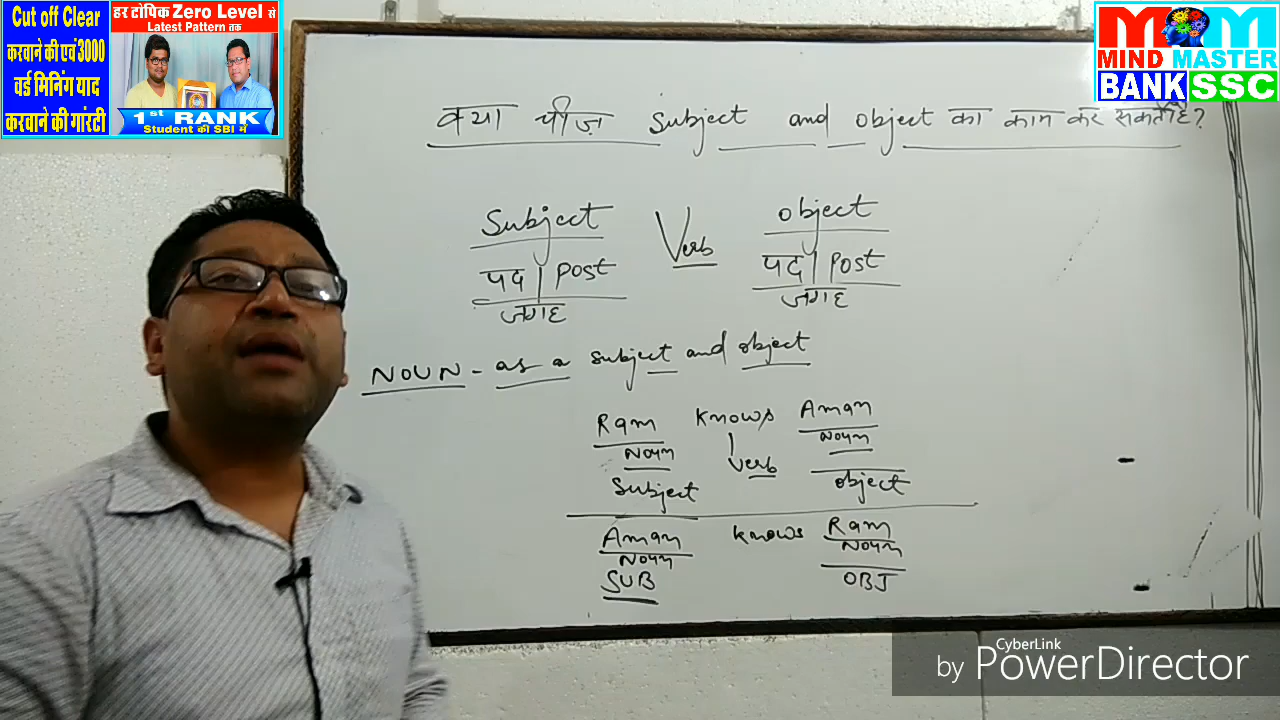 Cut off Clear
करवाने की एवं 3000
वर्ड मिनिंग याद
करवाने की गांरटी
हर टोपिक Zero Level से
Latest Pattern तक
1st RANK
Student की SBI में
MOM
MIND MASTER
BANK SSC
क्या चीज़ Subject and object का काम कर सकती है?
Subject Verb object
पद | Post पद | Post
जगह जगह
NOUN - as a subject and object
Ram knows Aman
Noun Verb Noun
Subject object
Aman knows Ram
Noun Noun
SUB OBJ
CyberLink
by PowerDirector